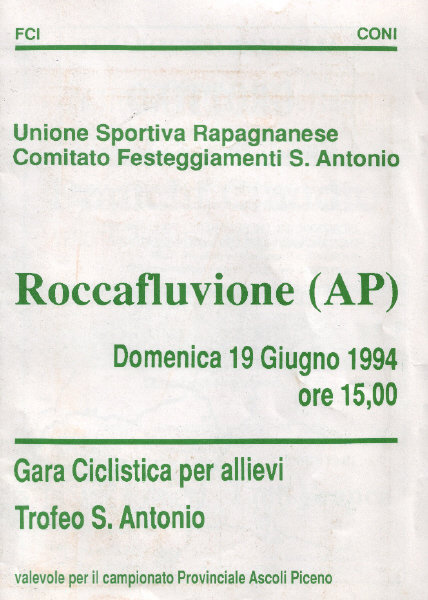 FCI CONI
Unione Sportiva Rapagnanese
Comitato Festeggiamenti S. Antonio
Roccafluvione (AP)
Domenica 19 Giugno 1994
ore 15,00
Gara Ciclistica per allievi
Trofeo S. Antonio
valevole per il campionato Provinciale Ascoli Piceno